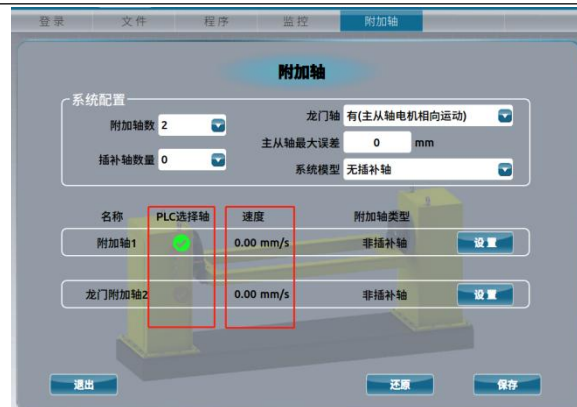 登录 文件 程序 监控 附加轴
附加轴
系统配置
附加轴数 2
龙门轴 有(主从轴电机相向运动)
主从轴最大误差 0 mm
插补轴数量 0
系统模型 无插补轴
名称 PLC选择轴 速度 附加轴类型
附加轴1 0.00 mm/s 非插补轴 设置
龙门附加轴2 0.00 mm/s 非插补轴 设置
退出 还原 保存